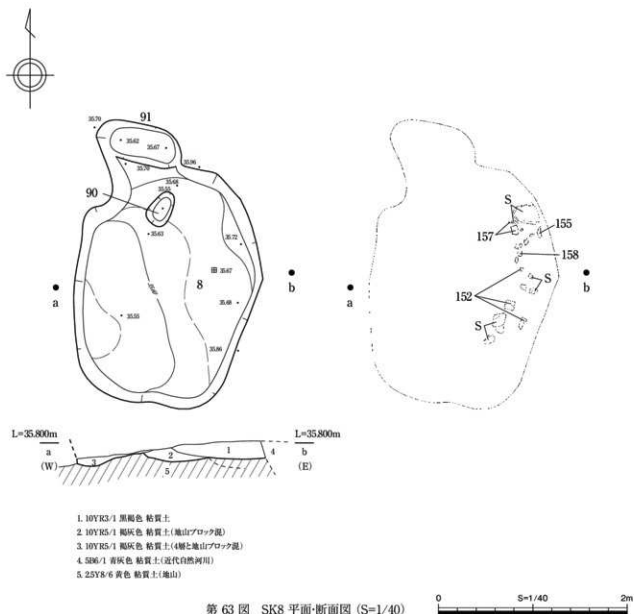 91
35.70
35.62
35.67
35.70
35.96
35.68
35.55
90
35.63
35.72
8
35.67
35.68
35.55
35.86
a
b
S
157
155
158
152
S
S
a
b
L=35.800m
L=35.800m
a
b
(W)
(E)
1
2
3
4
5
1. 10YR3/1 黒褐色 粘質土
2. 10YR5/1 褐灰色 粘質土(地山ブロック混)
3. 10YR5/1 褐灰色 粘質土(4層と地山ブロック混)
4. 5B6/1 青灰色 粘質土(近代自然河川)
5. 2.5Y8/6 黄色 粘質土(地山)
第 63 図 SK8 平面・断面図 (S=1/40)
0 S=1/40 2m